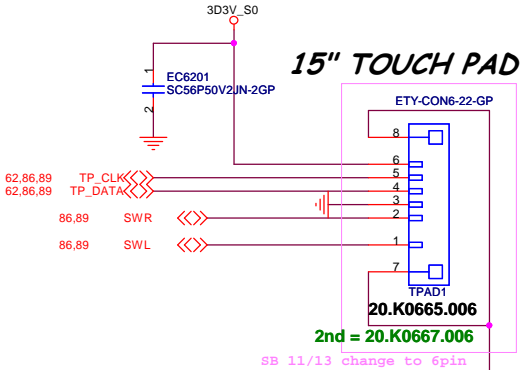 3D3V_S0
15" TOUCH PAD
1
EC6201
SC56P50V2JN-2GP
2
ETY-CON6-22-GP
8
6
62,86,89 TP_CLK 5
62,86,89 TP_DATA 4
3
86,89 SWR 2
86,89 SWL 1
7
TPAD1
20.K0665.006
2nd = 20.K0667.006
SB 11/13 change to 6pin